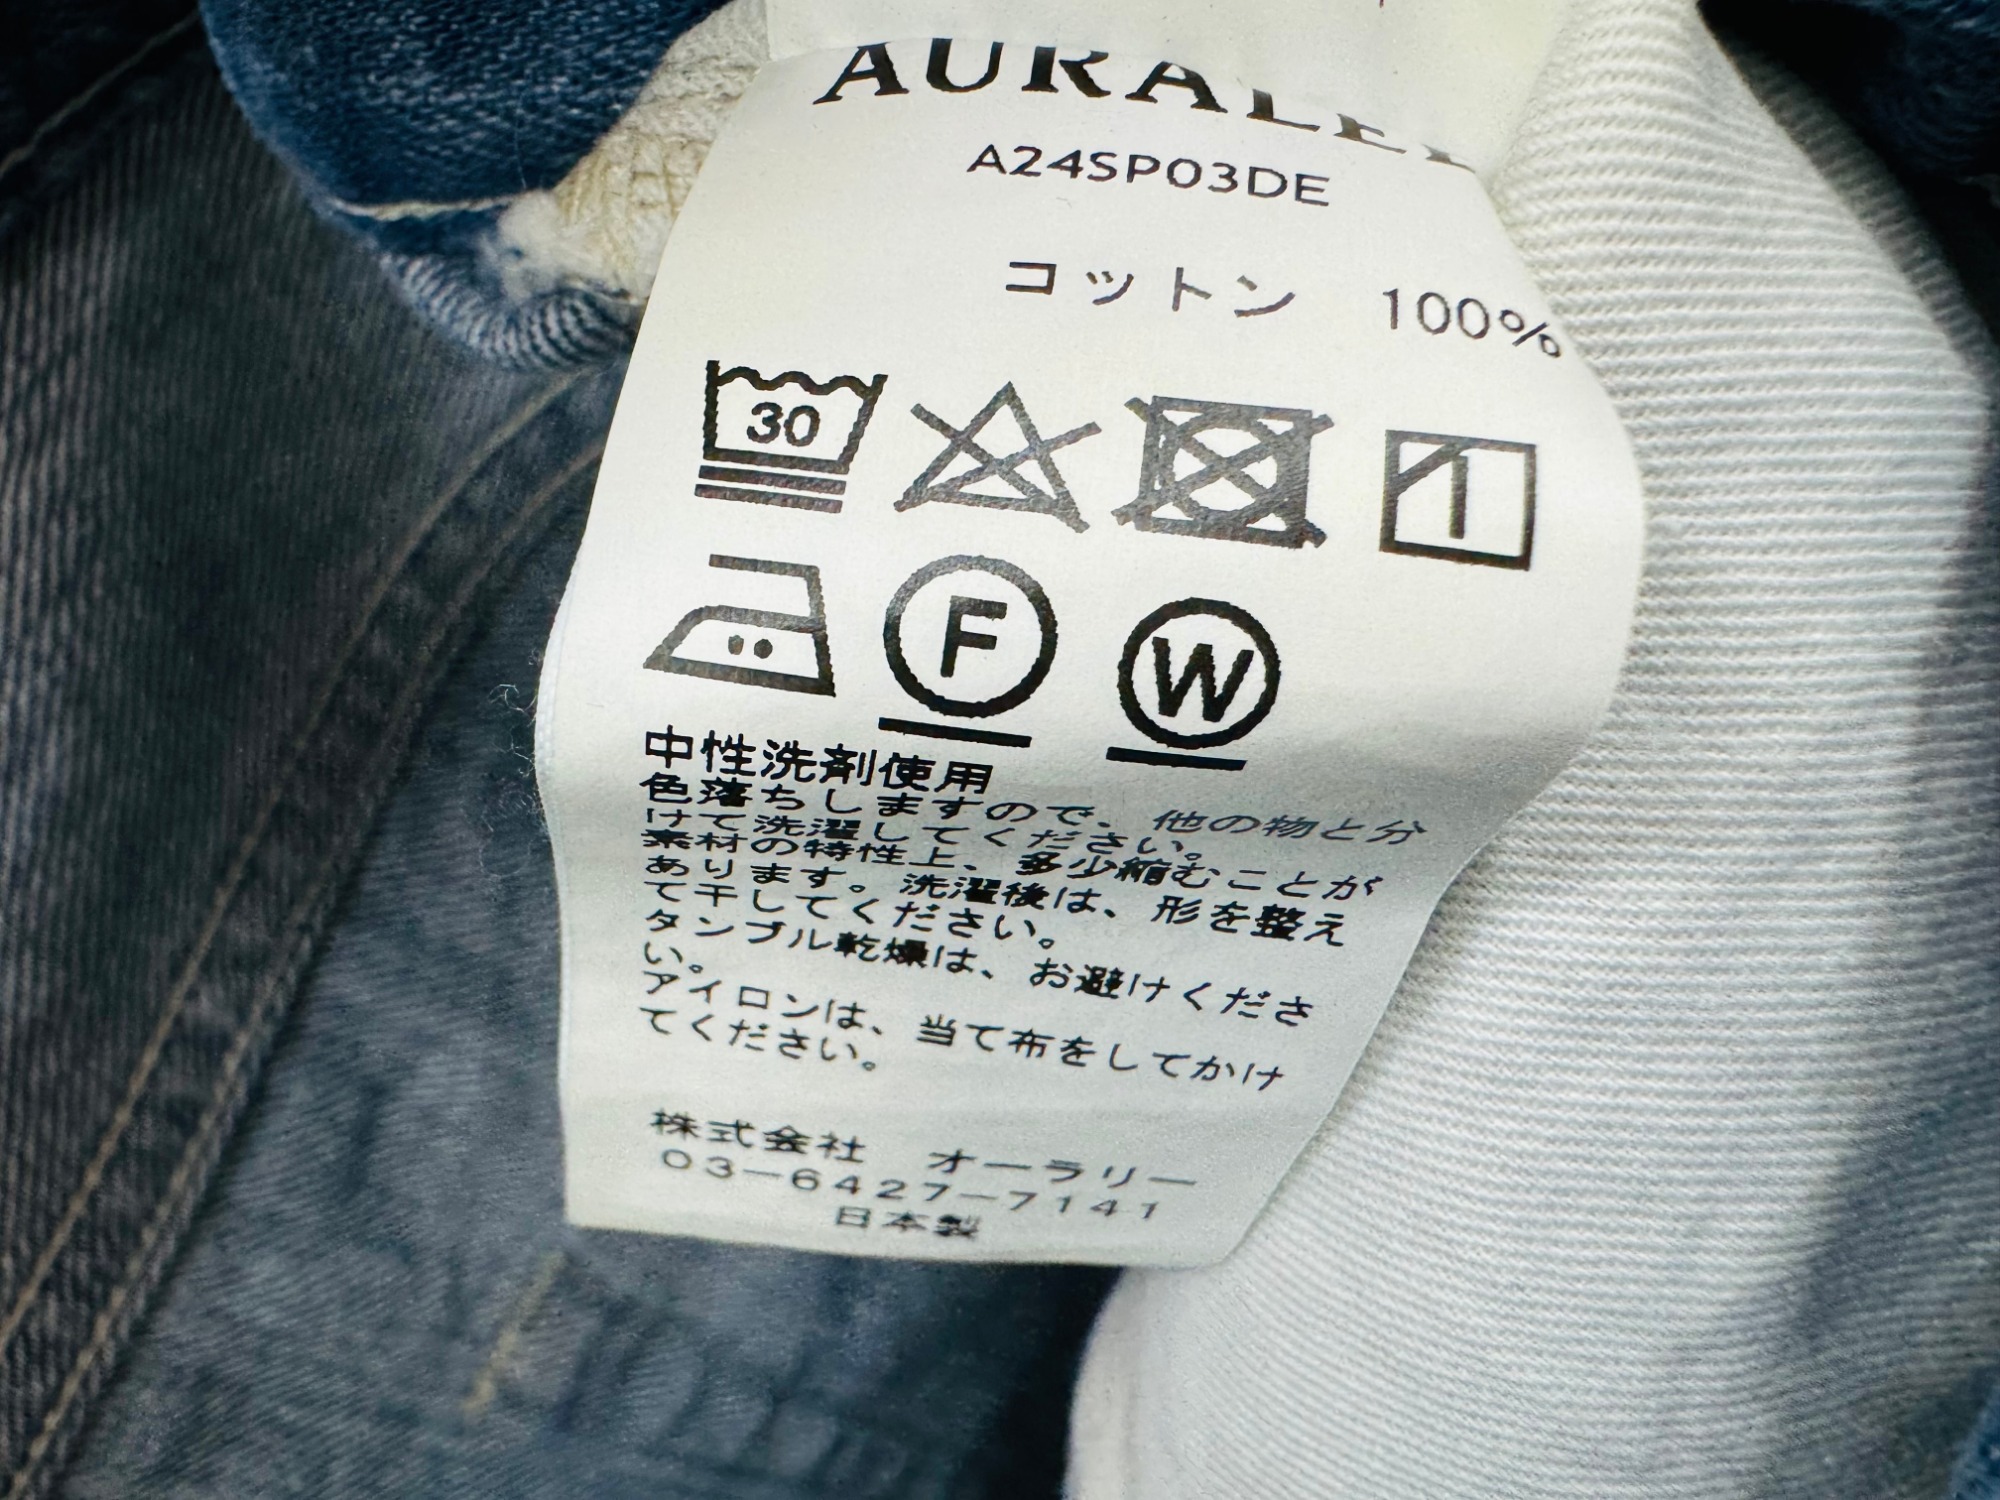 AURALEE
A24SP03DE
コットン 100%
30
F
W
中性洗剤使用
色落ちしますので、他の物と分
けて洗濯してください。
素材の特性上、多少縮むことが
あります。洗濯後は、形を整え
て干してください。
タンブル乾燥は、お避けくださ
い。
アイロンは、当て布をしてかけ
てください。
株式会社 オーラリー
03-6427-7141
日本製